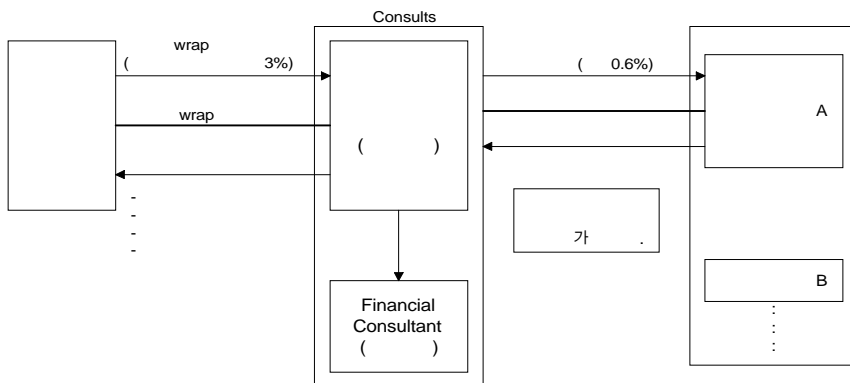 Consults
wrap
( 3%)
( 0.6%)
wrap
A
( )
-
-
-
-
가 .
B
Financial
Consultant
( )
:
:
: